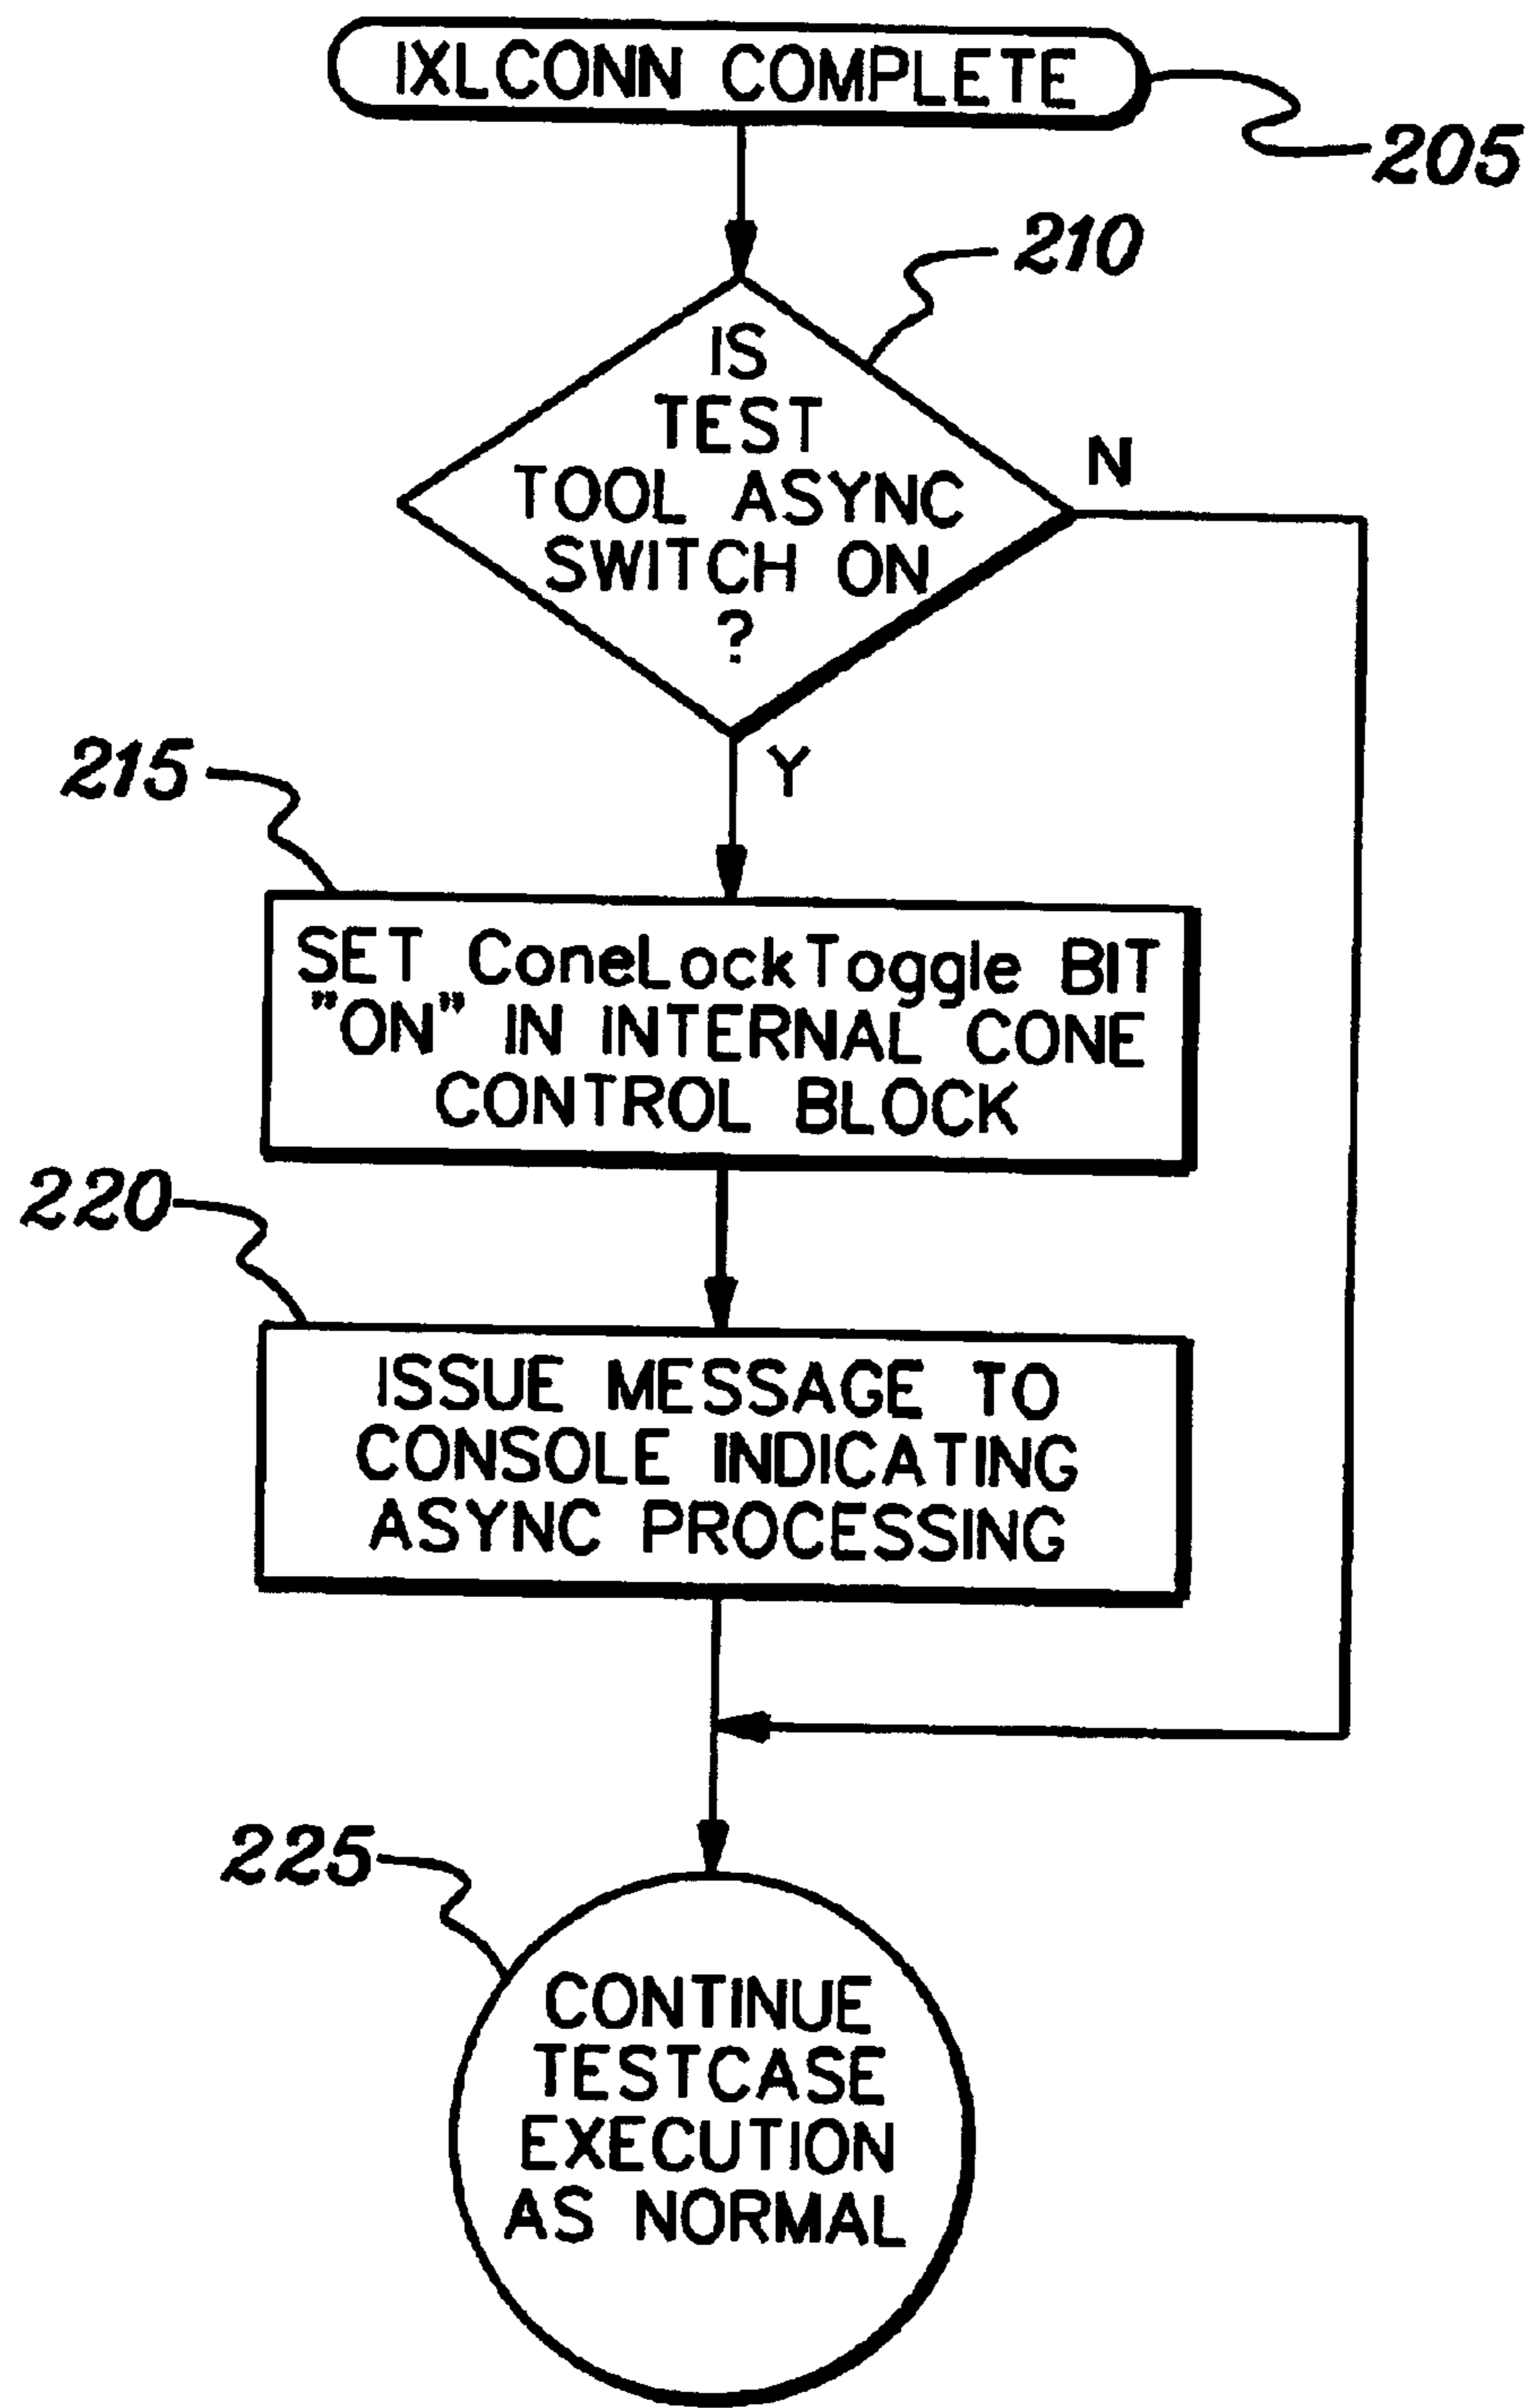 IXLCONN COMPLETE
205
210
IS
TEST
TOOL ASYNC
SWITCH ON
?
N
Y
215
SET ConeLockToggle BIT
"ON" IN INTERNAL CONE
CONTROL BLOCK
220
ISSUE MESSAGE TO
CONSOLE INDICATING
ASYNC PROCESSING
225
CONTINUE
TESTCASE
EXECUTION
AS NORMAL